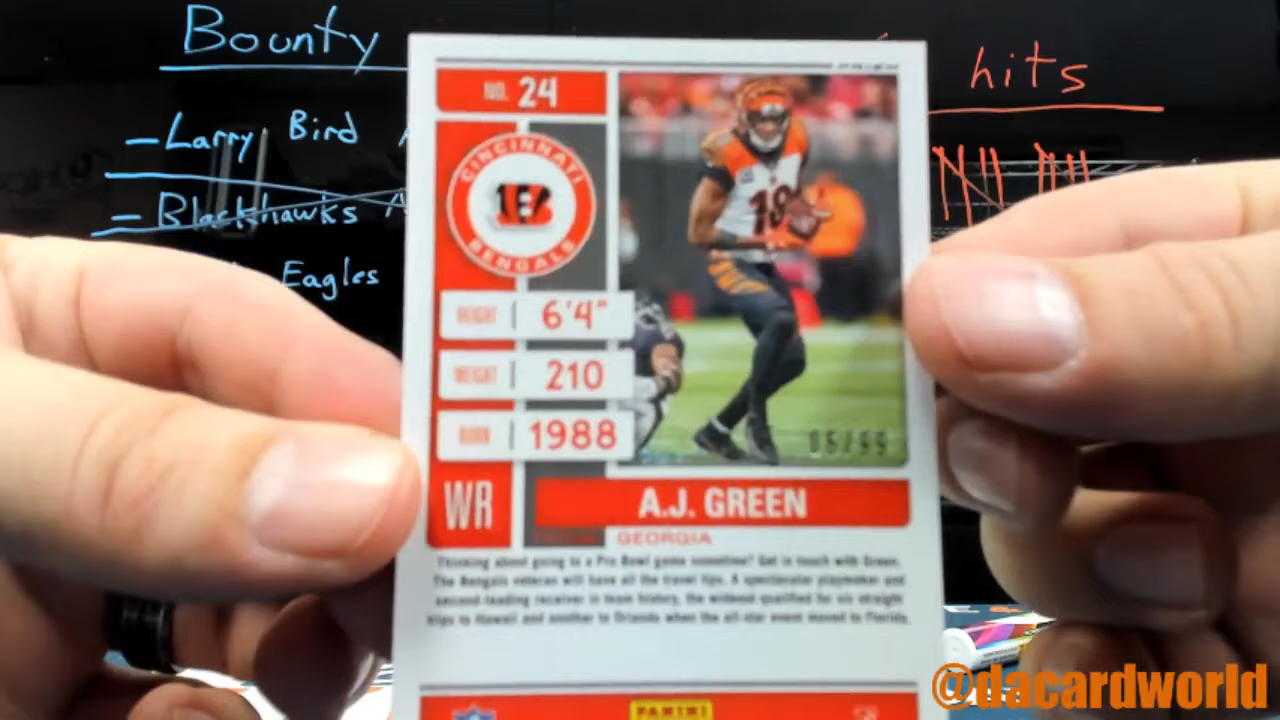 Bounty
hits
– Larry Bird
– Blackhawks
Eagles
NO. 24
CINCINNATI
BENGALS
HEIGHT 6'4"
WEIGHT 210
BORN 1988
WR
A.J. GREEN
GEORGIA
Thinking about going to a Pro Bowl game sometime? Get in touch with Green.
The Bengals veteran will have all the travel tips. A spectacular playmaker and
second-leading receiver in team history, the wideout qualified for six straight
trips to Hawaii and another to Orlando when the all-star event moved to Florida.
PANINI
@dacardworld